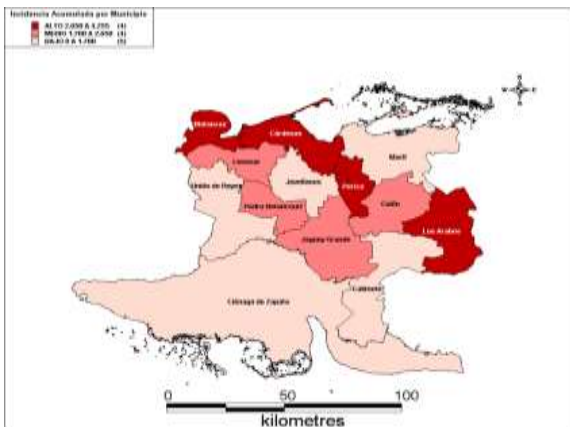 Incidencia Acumulada por Municipio
ALTO 2.650 A 4.255 (4)
MEDIO 1.200 A 2.650 (4)
BAJO 0 A 1.200 (5)
Matanzas
Cárdenas
Limonar
Martí
Unión de Reyes
Jovellanos
Perico
Colón
Pedro Betancourt
Los Arabos
Jagüey Grande
Calimete
Ciénaga de Zapata
0 50 100
kilometres